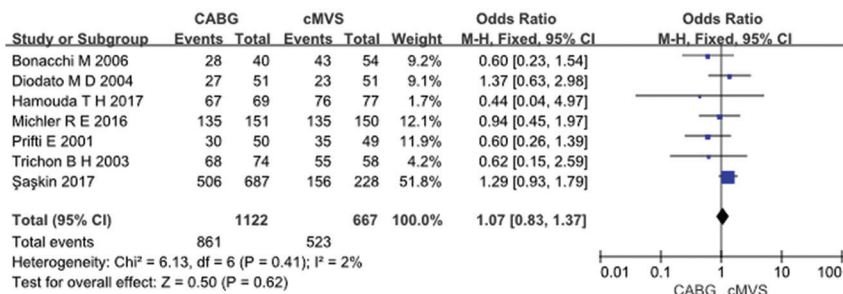 CABG cMVS Odds Ratio Odds Ratio
Study or Subgroup Events Total Events Total Weight M-H, Fixed, 95% CI M-H, Fixed, 95% CI
Bonacchi M 2006 28 40 43 54 9.2% 0.60 [0.23, 1.54]
Diodato M D 2004 27 51 23 51 9.1% 1.37 [0.63, 2.98]
Hamouda T H 2017 67 69 76 77 1.8% 0.44 [0.04, 4.97]
Michler R E 2016 135 151 135 150 12.1% 0.94 [0.45, 1.97]
Prifti E 2001 30 50 35 49 11.9% 0.60 [0.26, 1.39]
Trichon B H 2003 68 74 55 58 4.2% 0.62 [0.15, 2.59]
Şaşkin 2017 506 687 156 228 51.8% 1.29 [0.93, 1.79]
Total (95% CI) 1122 667 100.0% 1.07 [0.83, 1.37]
Total events 861 523
Heterogeneity: Chi² = 6.13, df = 6 (P = 0.41); I² = 2%
Test for overall effect: Z = 0.50 (P = 0.62)
0.01 0.1 1 10 100
CABG cMVS